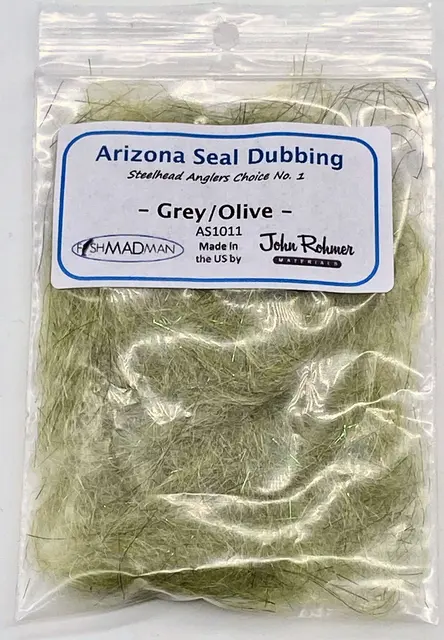 Arizona Seal Dubbing
Steelhead Anglers Choice No. 1
- Grey/Olive -
AS1011
FISHMADMAN
Made In
the US by
John Rohmer
MATERIALS